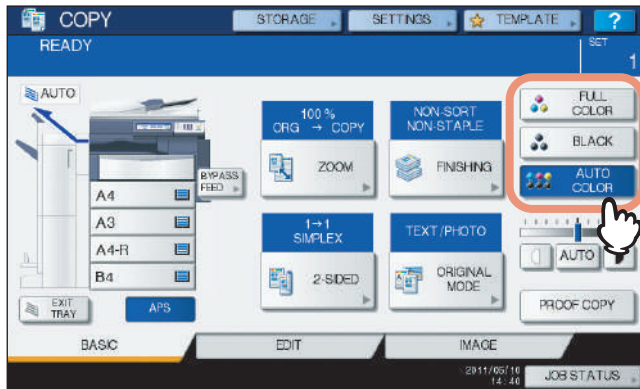 COPY
STORAGE
SETTINGS
TEMPLATE
?
READY
SET
1
AUTO
100 %
ORG → COPY
ZOOM
NON-SORT
NON-STAPLE
FINISHING
FULL
COLOR
BLACK
AUTO
COLOR
BYPASS
FEED
A4
A3
A4-R
B4
1→1
SIMPLEX
2-SIDED
TEXT/PHOTO
ORIGINAL
MODE
AUTO
EXIT
TRAY
APS
PROOF COPY
BASIC
EDIT
IMAGE
2011/05/10
14:40
JOB STATUS